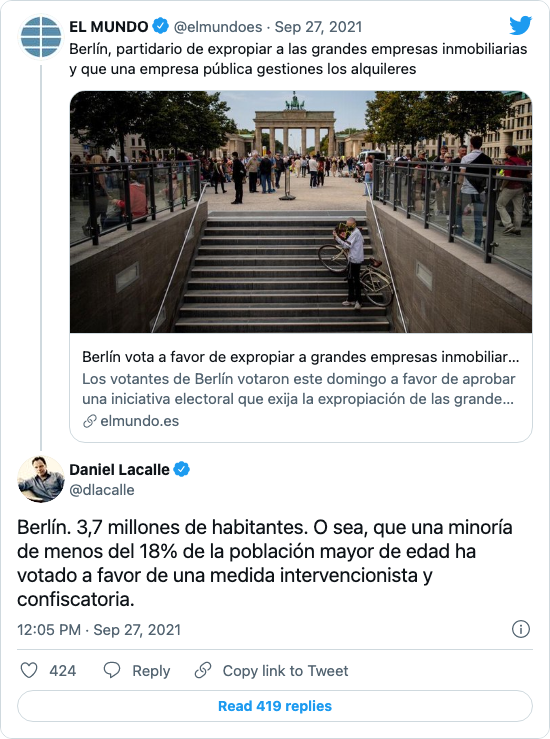 EL MUNDO @elmundoes · Sep 27, 2021
Berlín, partidario de expropiar a las grandes empresas inmobiliarias
y que una empresa pública gestiones los alquileres
Berlín vota a favor de expropiar a grandes empresas inmobiliar...
Los votantes de Berlín votaron este domingo a favor de aprobar
una iniciativa electoral que exija la expropiación de las grande...
elmundo.es
Daniel Lacalle
@dlacalle
Berlín. 3,7 millones de habitantes. O sea, que una minoría
de menos del 18% de la población mayor de edad ha
votado a favor de una medida intervencionista y
confiscatoria.
12:05 PM · Sep 27, 2021
424 Reply Copy link to Tweet
Read 419 replies